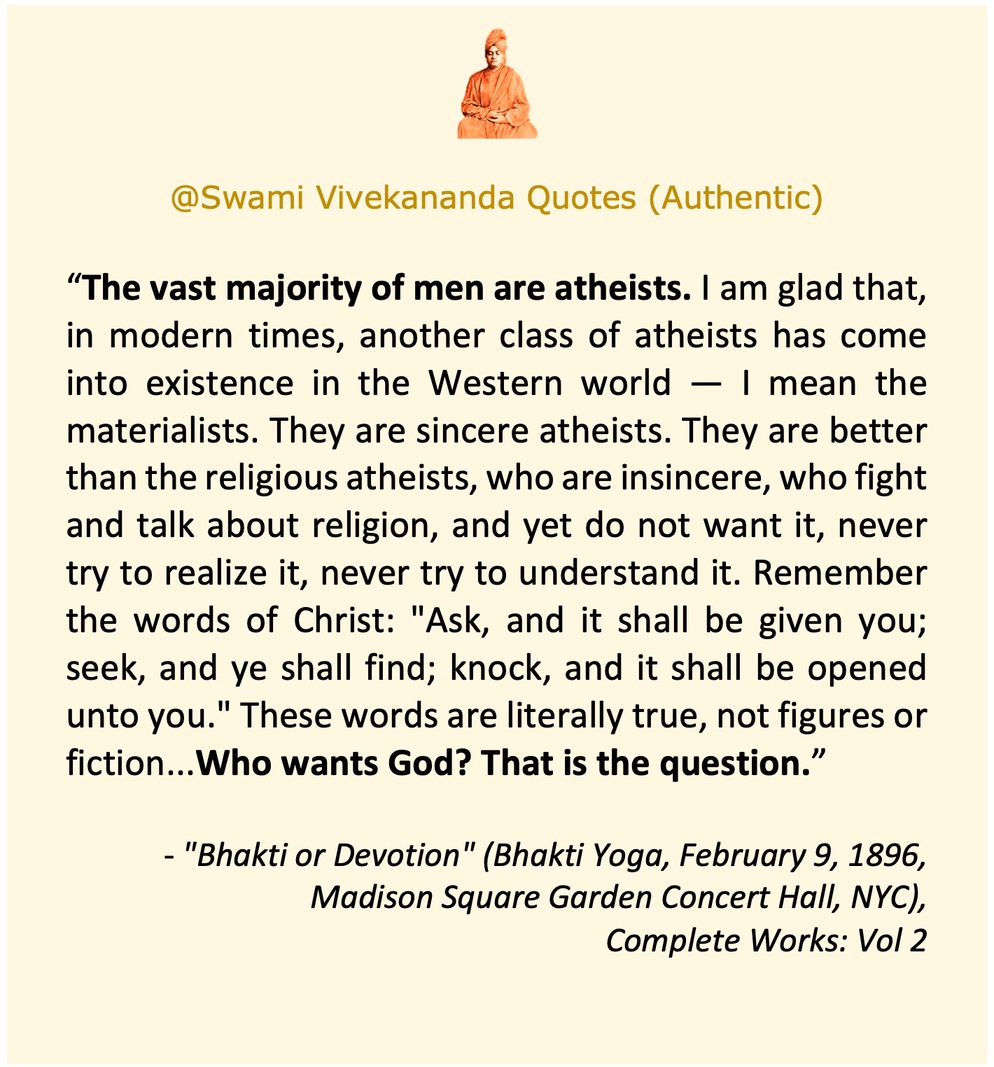 @Swami Vivekananda Quotes (Authentic)
“The vast majority of men are atheists. I am glad that,
in modern times, another class of atheists has come
into existence in the Western world — I mean the
materialists. They are sincere atheists. They are better
than the religious atheists, who are insincere, who fight
and talk about religion, and yet do not want it, never
try to realize it, never try to understand it. Remember
the words of Christ: "Ask, and it shall be given you;
seek, and ye shall find; knock, and it shall be opened
unto you." These words are literally true, not figures or
fiction...Who wants God? That is the question.”
- "Bhakti or Devotion" (Bhakti Yoga, February 9, 1896,
Madison Square Garden Concert Hall, NYC),
Complete Works: Vol 2